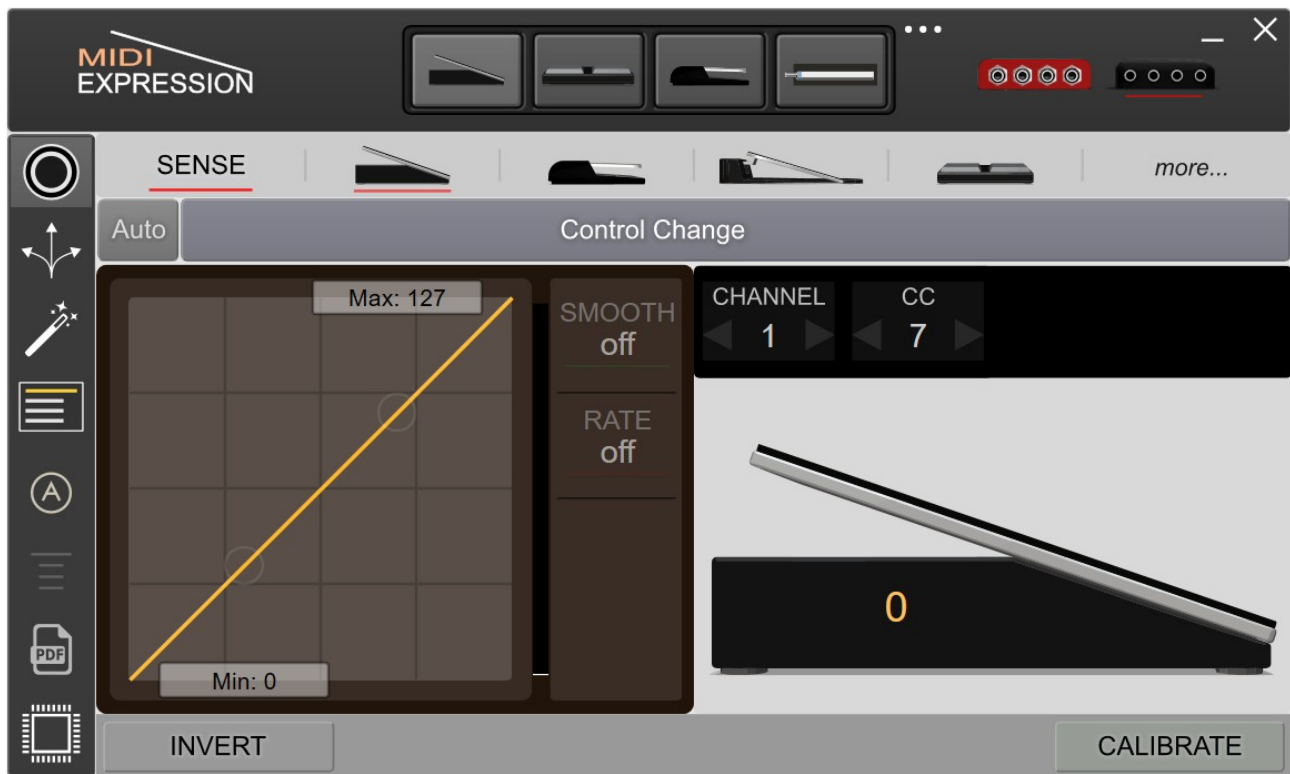 MIDI
EXPRESSION
SENSE
more...
Auto
Control Change
Max: 127
SMOOTH
off
RATE
off
Min: 0
CHANNEL
1
CC
7
0
A
PDF
INVERT
CALIBRATE